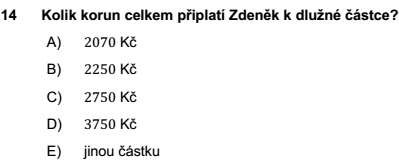 14 Kolik korun celkem připlatí Zdeněk k dlužné částce?
A) 2070 Kč
B) 2250 Kč
C) 2750 Kč
D) 3750 Kč
E) jinou částku